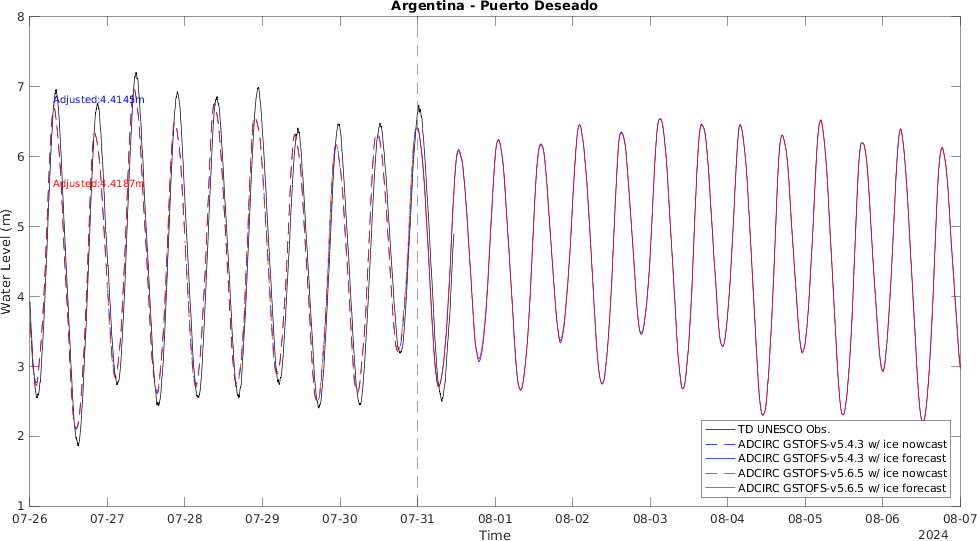 Argentina - Puerto Deseado
8
7
6
5
4
3
2
1
Water Level (m)
Adjusted:4.4145m
Adjusted:4.4187m
TD UNESCO Obs.
ADCIRC GSTOFS-v5.4.3 w/ ice nowcast
ADCIRC GSTOFS-v5.4.3 w/ ice forecast
ADCIRC GSTOFS-v5.6.5 w/ ice nowcast
ADCIRC GSTOFS-v5.6.5 w/ ice forecast
07-26 07-27 07-28 07-29 07-30 07-31 08-01 08-02 08-03 08-04 08-05 08-06 08-07
Time
2024